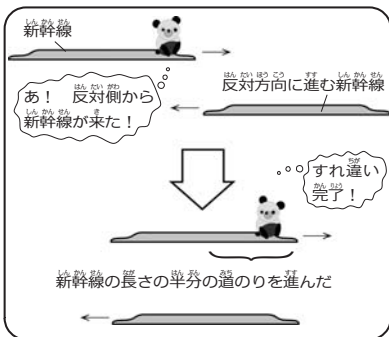 新幹線
あ！ 反対側から
新幹線が来た！
反対方向に進む新幹線
すれ違い
完了！
新幹線の長さの半分の道のりを進んだ